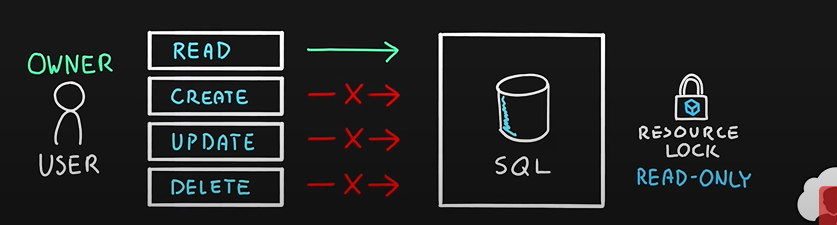 OWNER
USER
READ
CREATE
UPDATE
DELETE
X
X
X
SQL
RESOURCE
LOCK
READ-ONLY